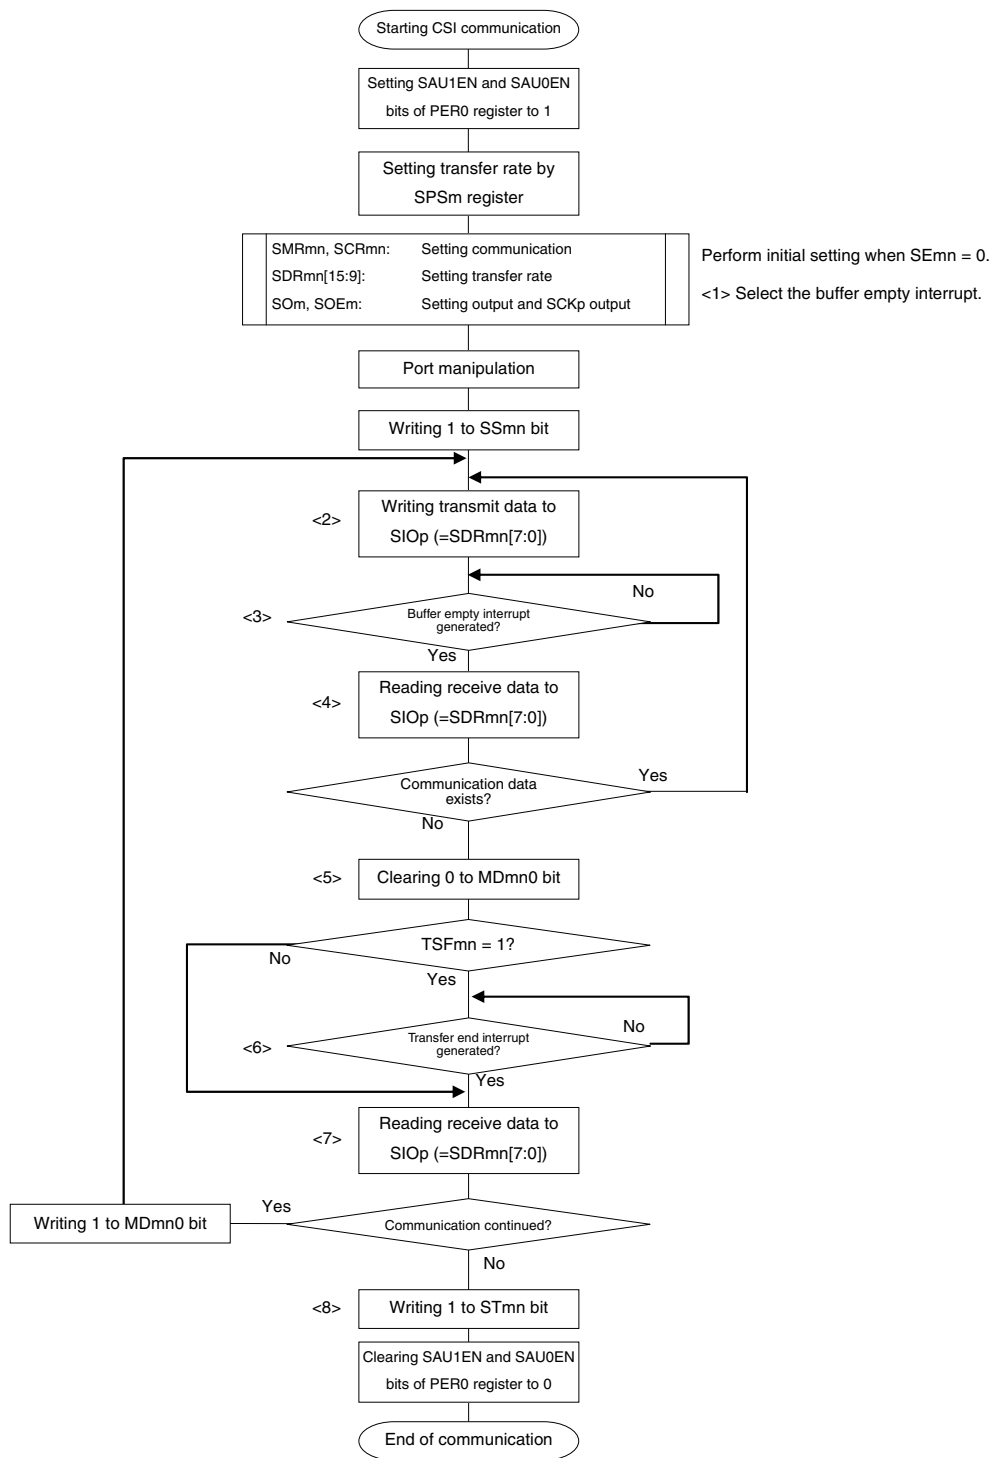 Starting CSI communication
Setting SAU1EN and SAU0EN
bits of PER0 register to 1
Setting transfer rate by
SPSm register
SMRmn, SCRmn: Setting communication
SDRmn[15:9]: Setting transfer rate
SOm, SOEm: Setting output and SCKp output
Perform initial setting when SEmn = 0.
<1> Select the buffer empty interrupt.
Port manipulation
Writing 1 to SSmn bit
<2>
Writing transmit data to
SIOp (=SDRmn[7:0])
No
<3>
Buffer empty interrupt
generated?
Yes
<4>
Reading receive data to
SIOp (=SDRmn[7:0])
Communication data
exists?
Yes
No
<5>
Clearing 0 to MDmn0 bit
TSFmn = 1?
No
Yes
No
<6>
Transfer end interrupt
generated?
Yes
<7>
Reading receive data to
SIOp (=SDRmn[7:0])
Yes
Writing 1 to MDmn0 bit
Communication continued?
No
<8>
Writing 1 to STmn bit
Clearing SAU1EN and SAU0EN
bits of PER0 register to 0
End of communication